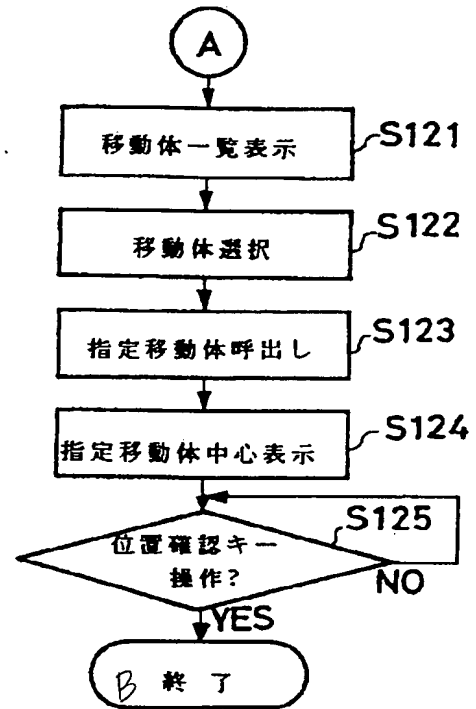 A
移動体一覧表示
S121
移動体選択
S122
指定移動体呼出し
S123
指定移動体中心表示
S124
位置確認キー
操作?
S125
NO
YES
B 終了